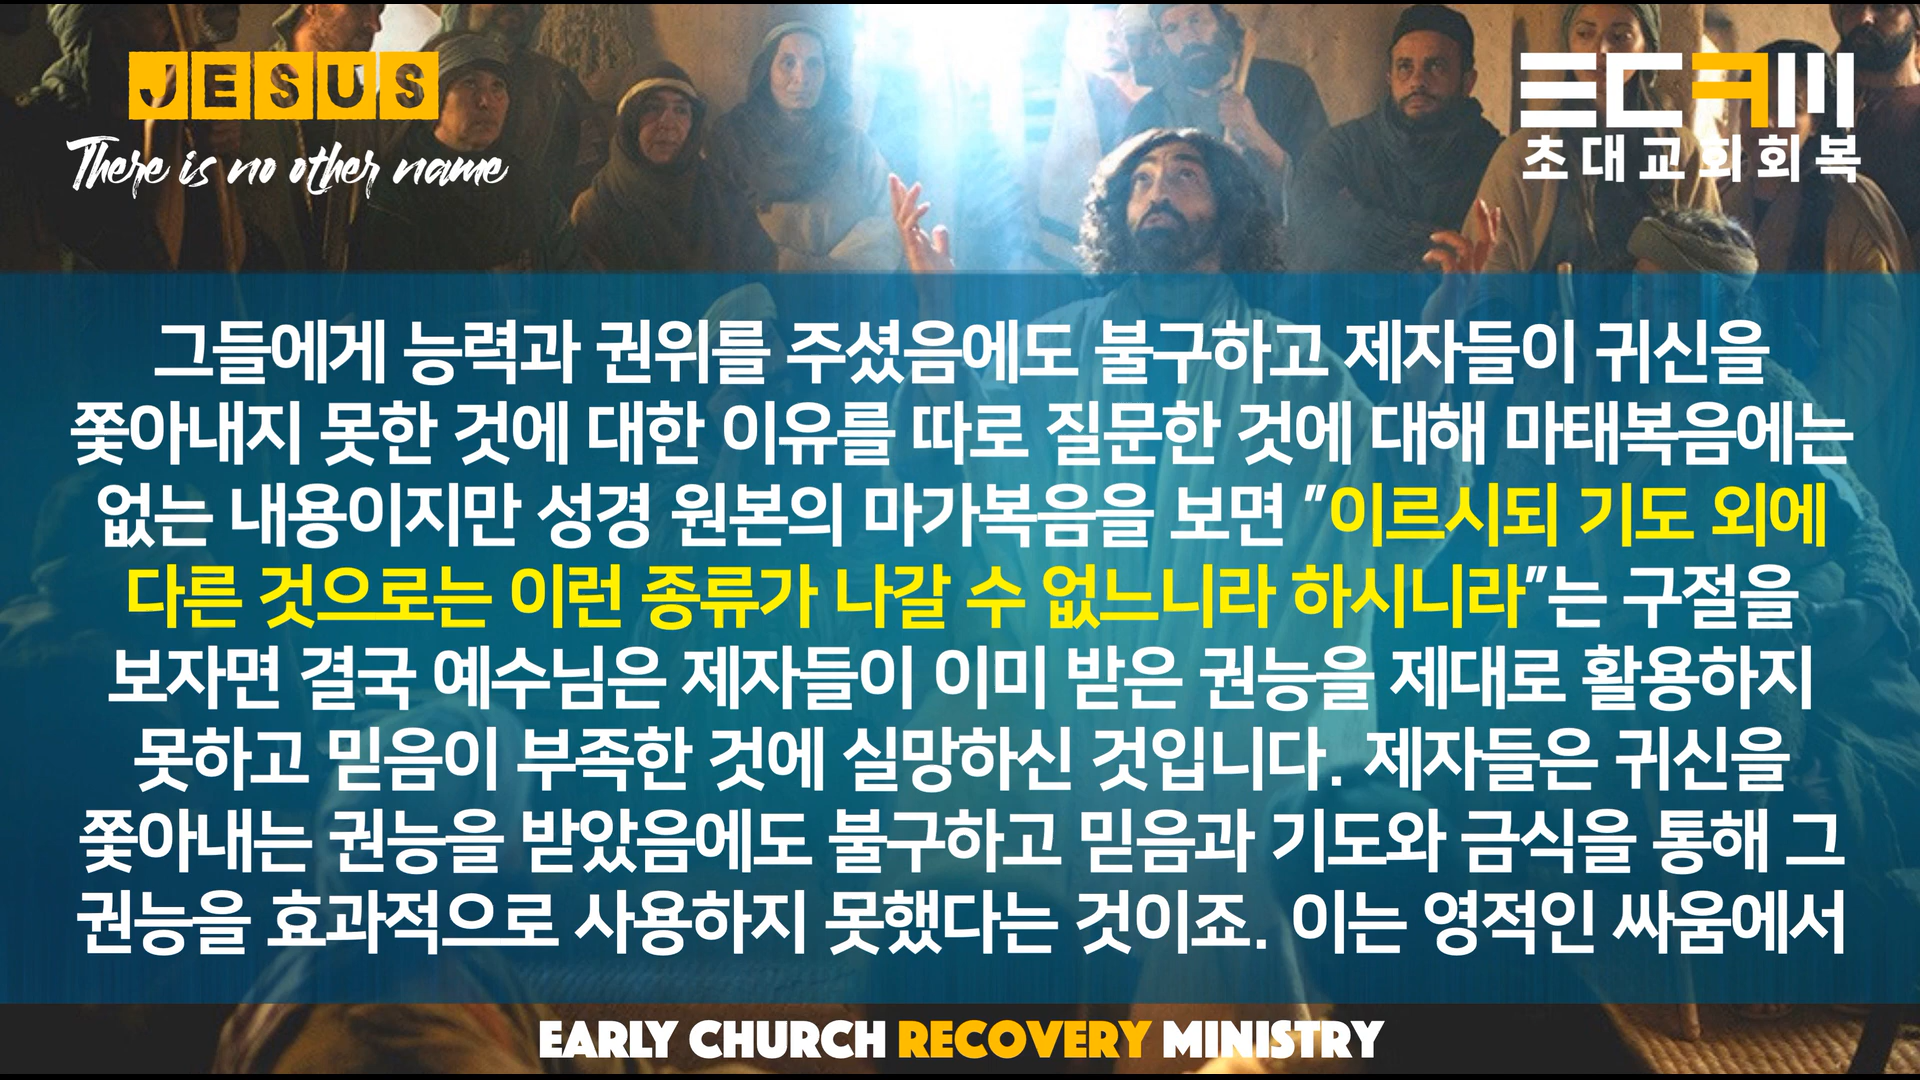 JESUS
There is no other name
ECRM
초대교회회복
그들에게 능력과 권위를 주셨음에도 불구하고 제자들이 귀신을
쫓아내지 못한 것에 대한 이유를 따로 질문한 것에 대해 마태복음에는
없는 내용이지만 성경 원본의 마가복음을 보면 "이르시되 기도 외에
다른 것으로는 이런 종류가 나갈 수 없느니라 하시니라"는 구절을
보자면 결국 예수님은 제자들이 이미 받은 권능을 제대로 활용하지
못하고 믿음이 부족한 것에 실망하신 것입니다. 제자들은 귀신을
쫓아내는 권능을 받았음에도 불구하고 믿음과 기도와 금식을 통해 그
권능을 효과적으로 사용하지 못했다는 것이죠. 이는 영적인 싸움에서
EARLY CHURCH RECOVERY MINISTRY